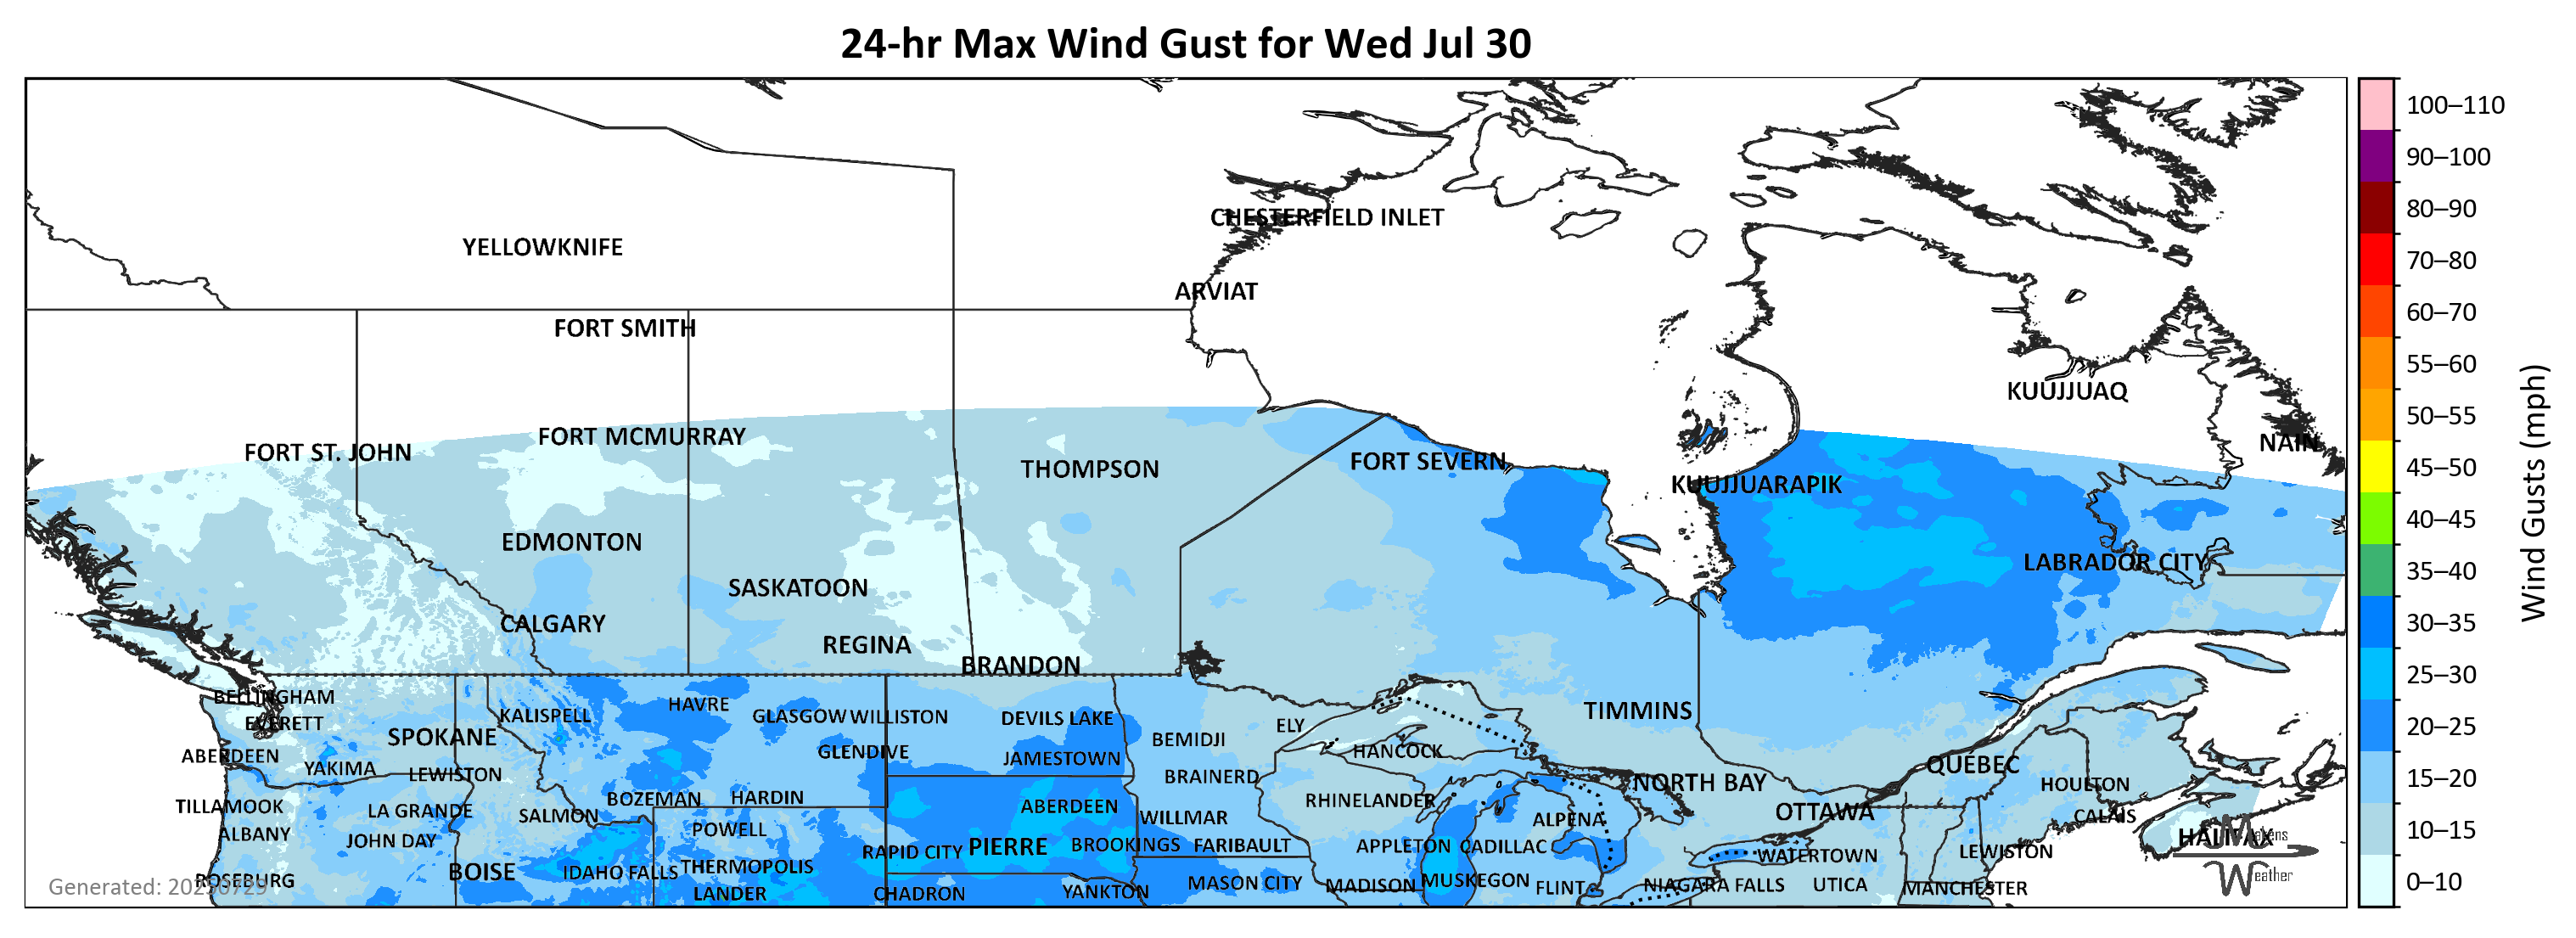 24-hr Max Wind Gust for Wed Jul 30
100–110
90–100
80–90
70–80
60–70
55–60
50–55
45–50
40–45
35–40
30–35
25–30
20–25
15–20
10–15
0–10
Wind Gusts (mph)
CHESTERFIELD INLET
YELLOWKNIFE
ARVIAT
FORT SMITH
KUUJJUAQ
FORT MCMURRAY
NAIN
FORT ST. JOHN
FORT SEVERN
THOMPSON
KUUJJUARAPIK
EDMONTON
LABRADOR CITY
SASKATOON
CALGARY
REGINA
BRANDON
BELLINGHAM
HAVRE
TIMMINS
KALISPELL
GLASGOW
WILLISTON
DEVILS LAKE
EVERETT
ELY
SPOKANE
BEMIDJI
HANCOCK
GLENDIVE
ABERDEEN
JAMESTOWN
QUÉBEC
YAKIMA
LEWISTON
BRAINERD
NORTH BAY
HOULTON
BOZEMAN
HARDIN
RHINELANDER
TILLAMOOK
ABERDEEN
LA GRANDE
SALMON
OTTAWA
CALAIS
WILLMAR
ALPENA
POWELL
ALBANY
HALIFAX
JOHN DAY
PIERRE
BROOKINGS
FARIBAULT
APPLETON
CADILLAC
RAPID CITY
LEWISTON
WATERTOWN
THERMOPOLIS
BOISE
IDAHO FALLS
ROSEBURG
MUSKEGON
MASON CITY
MADISON
FLINT
NIAGARA FALLS
UTICA
MANCHESTER
LANDER
CHADRON
YANKTON
Generated: 20250729
Weather